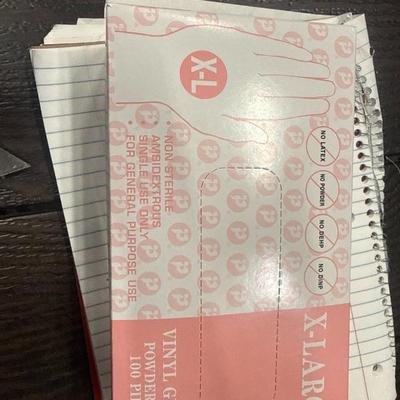 X-L
NON STERILE
AMBIDEXTROUS
SINGLE USE ONLY
FOR GENERAL PURPOSE USE
NO LATEX
NO POWDER
NO DEHP
NO DINP
X-LARG
VINYL G
POWDER
100 PIE